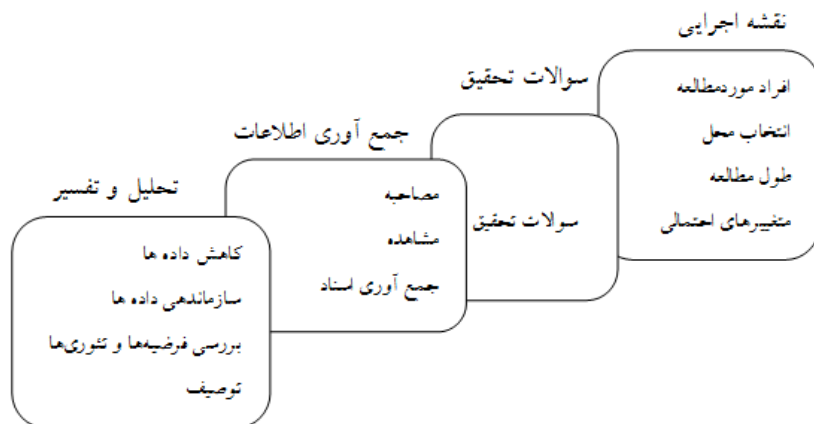 نقشه اجرایی
افراد موردمطالعه
انتخاب محل
طول مطالعه
متغییرهای احتمالی
سوالات تحقیق
سوالات تحقیق
جمع آوری اطلاعات
مصاحبه
مشاهده
جمع آوری اسناد
تحلیل و تفسیر
کاهش داده ها
سازماندهی داده ها
بررسی فرضیه‌ها و تئوری‌ها
توصیف